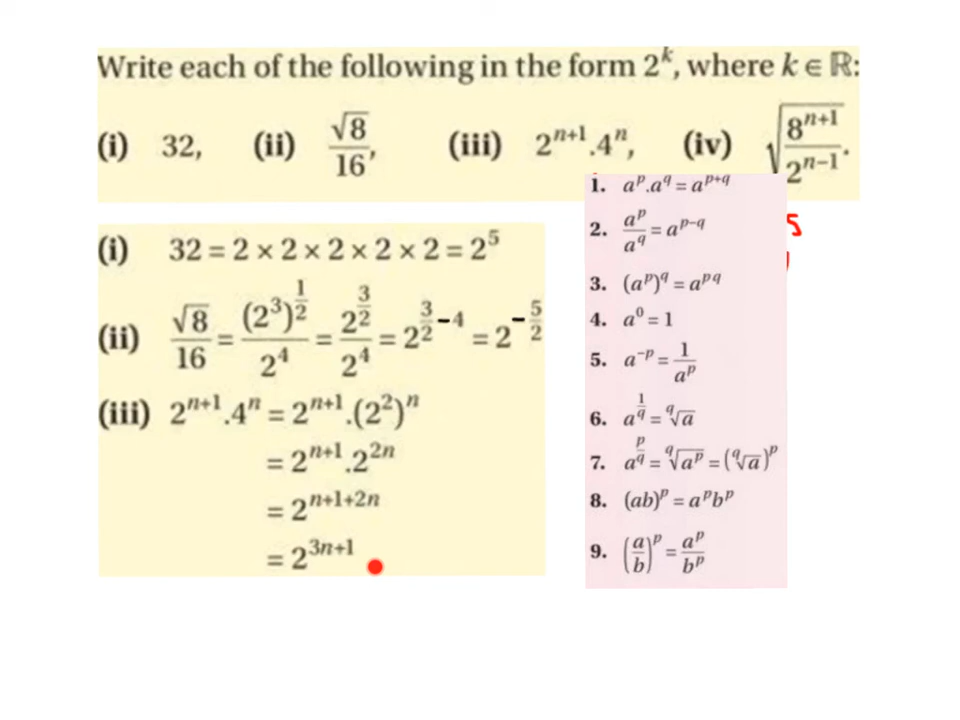 Write each of the following in the form 2^k, where k ∈ ℝ:
(i) 32, (ii) √8/16, (iii) 2^(n+1).4^n, (iv) √(8^(n+1)/2^(n−1)).
1. a^p.a^q = a^(p+q)
2. a^p/a^q = a^(p−q)
3. (a^p)^q = a^(pq)
4. a^0 = 1
5. a^(−p) = 1/a^p
6. a^(1/q) = ^q√a
7. a^(p/q) = ^q√(a^p) = (^q√a)^p
8. (ab)^p = a^p b^p
9. (a/b)^p = a^p/b^p
5
(i) 32 = 2 × 2 × 2 × 2 × 2 = 2^5
(ii) √8/16 = (2^3)^(1/2)/2^4 = 2^(3/2)/2^4 = 2^(3/2−4) = 2^(−5/2)
(iii) 2^(n+1).4^n = 2^(n+1).(2^2)^n
= 2^(n+1).2^(2n)
= 2^(n+1+2n)
= 2^(3n+1)